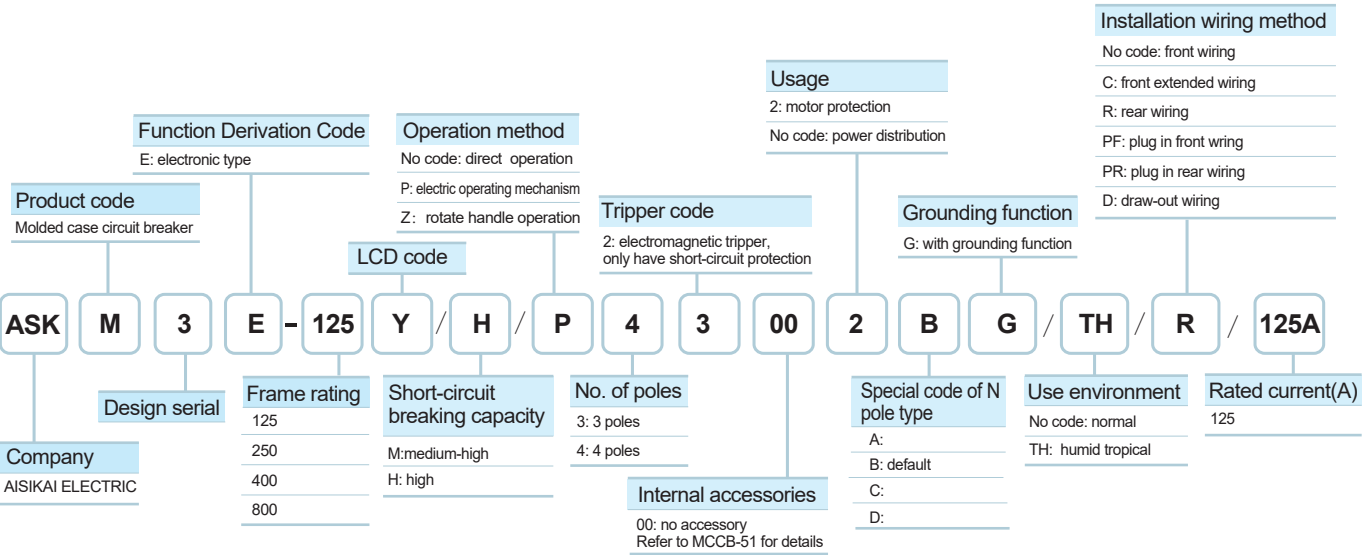 Installation wiring method
No code: front wiring
C: front extended wiring
R: rear wiring
PF: plug in front wiring
PR: plug in rear wiring
D: draw-out wiring
Usage
2: motor protection
No code: power distribution
Function Derivation Code
E: electronic type
Operation method
No code: direct operation
P: electric operating mechanism
Z: rotate handle operation
Product code
Molded case circuit breaker
Tripper code
2: electromagnetic tripper,
only have short-circuit protection
Grounding function
G: with grounding function
LCD code
ASK M 3 E - 125 Y / H / P 4 3 00 2 B G / TH / R / 125A
Company
AISIKAI ELECTRIC
Design serial
Frame rating
125
250
400
800
Short-circuit
breaking capacity
M:medium-high
H: high
No. of poles
3: 3 poles
4: 4 poles
Internal accessories
00: no accessory
Refer to MCCB-51 for details
Special code of N
pole type
A:
B: default
C:
D:
Use environment
No code: normal
TH: humid tropical
Rated current(A)
125